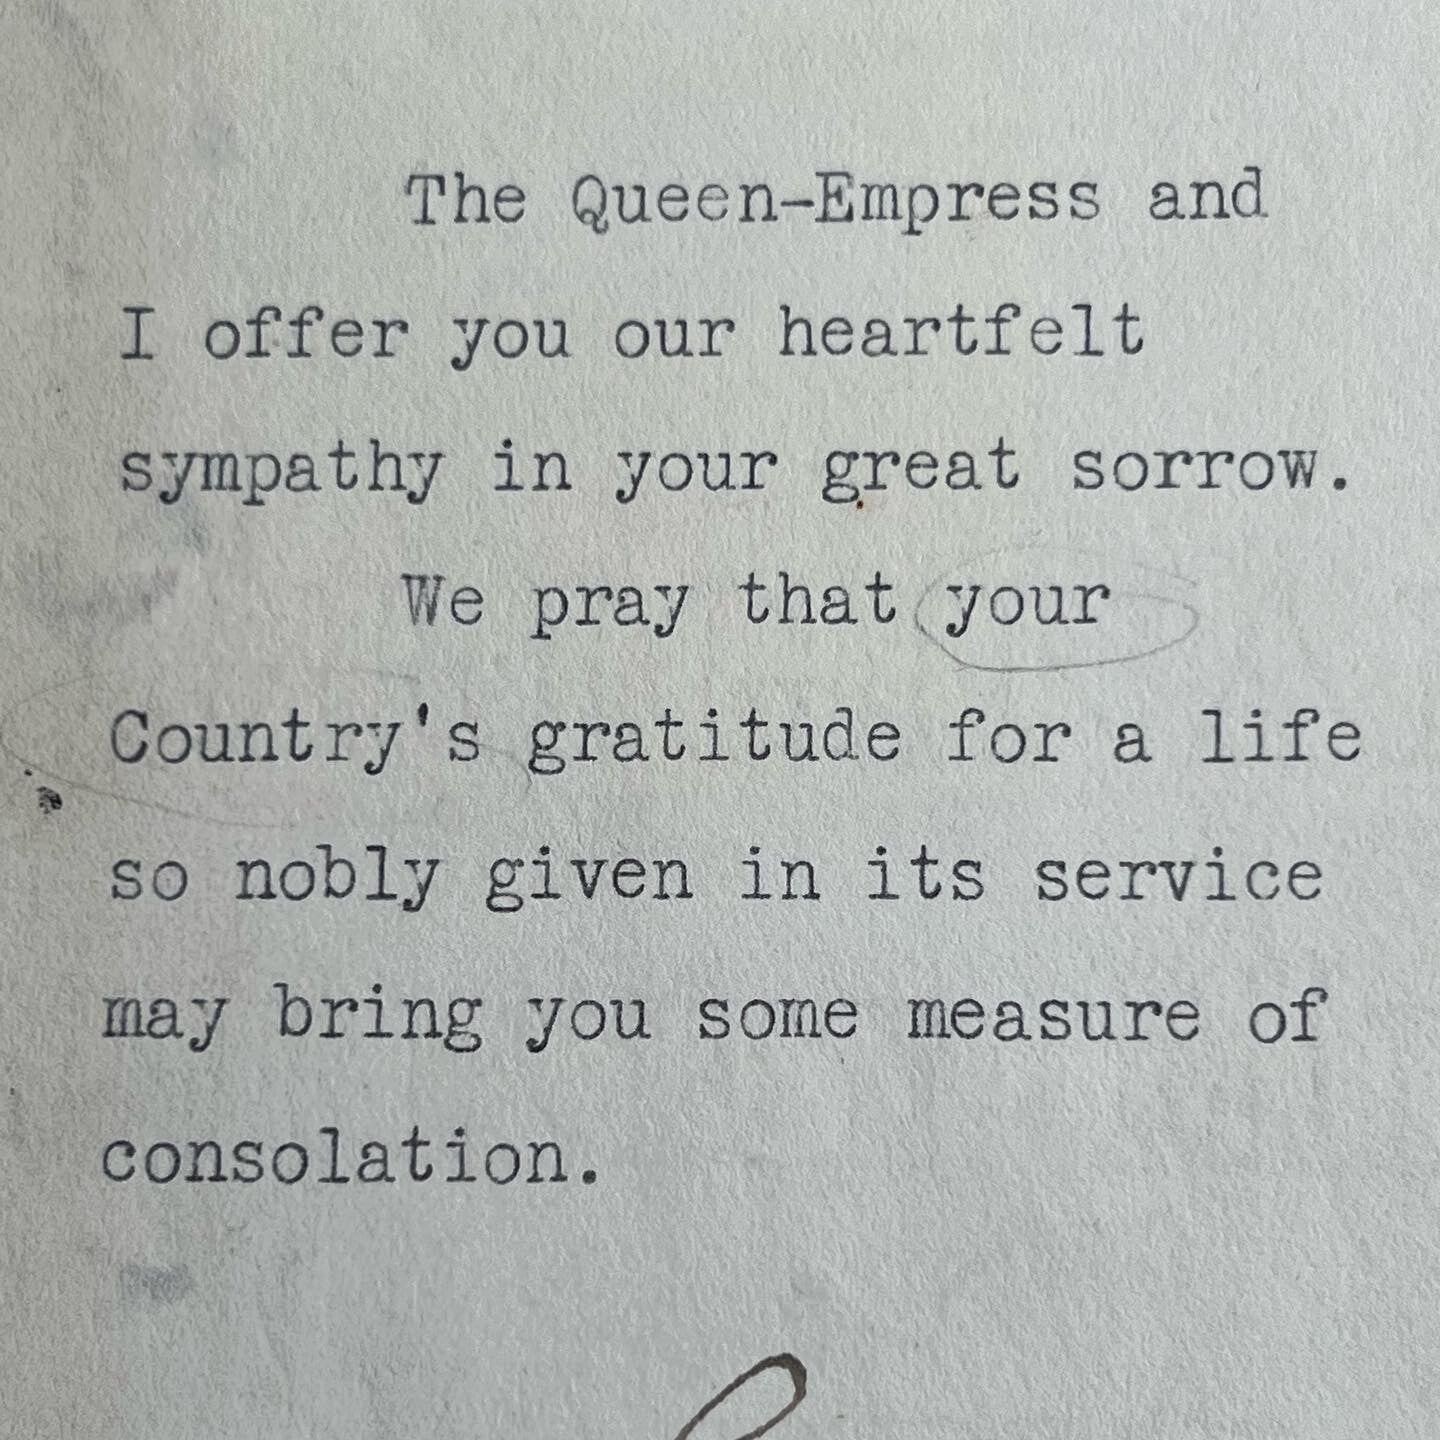 The Queen-Empress and
I offer you our heartfelt
sympathy in your great sorrow.
We pray that your
Country's gratitude for a life
so nobly given in its service
may bring you some measure of
consolation.